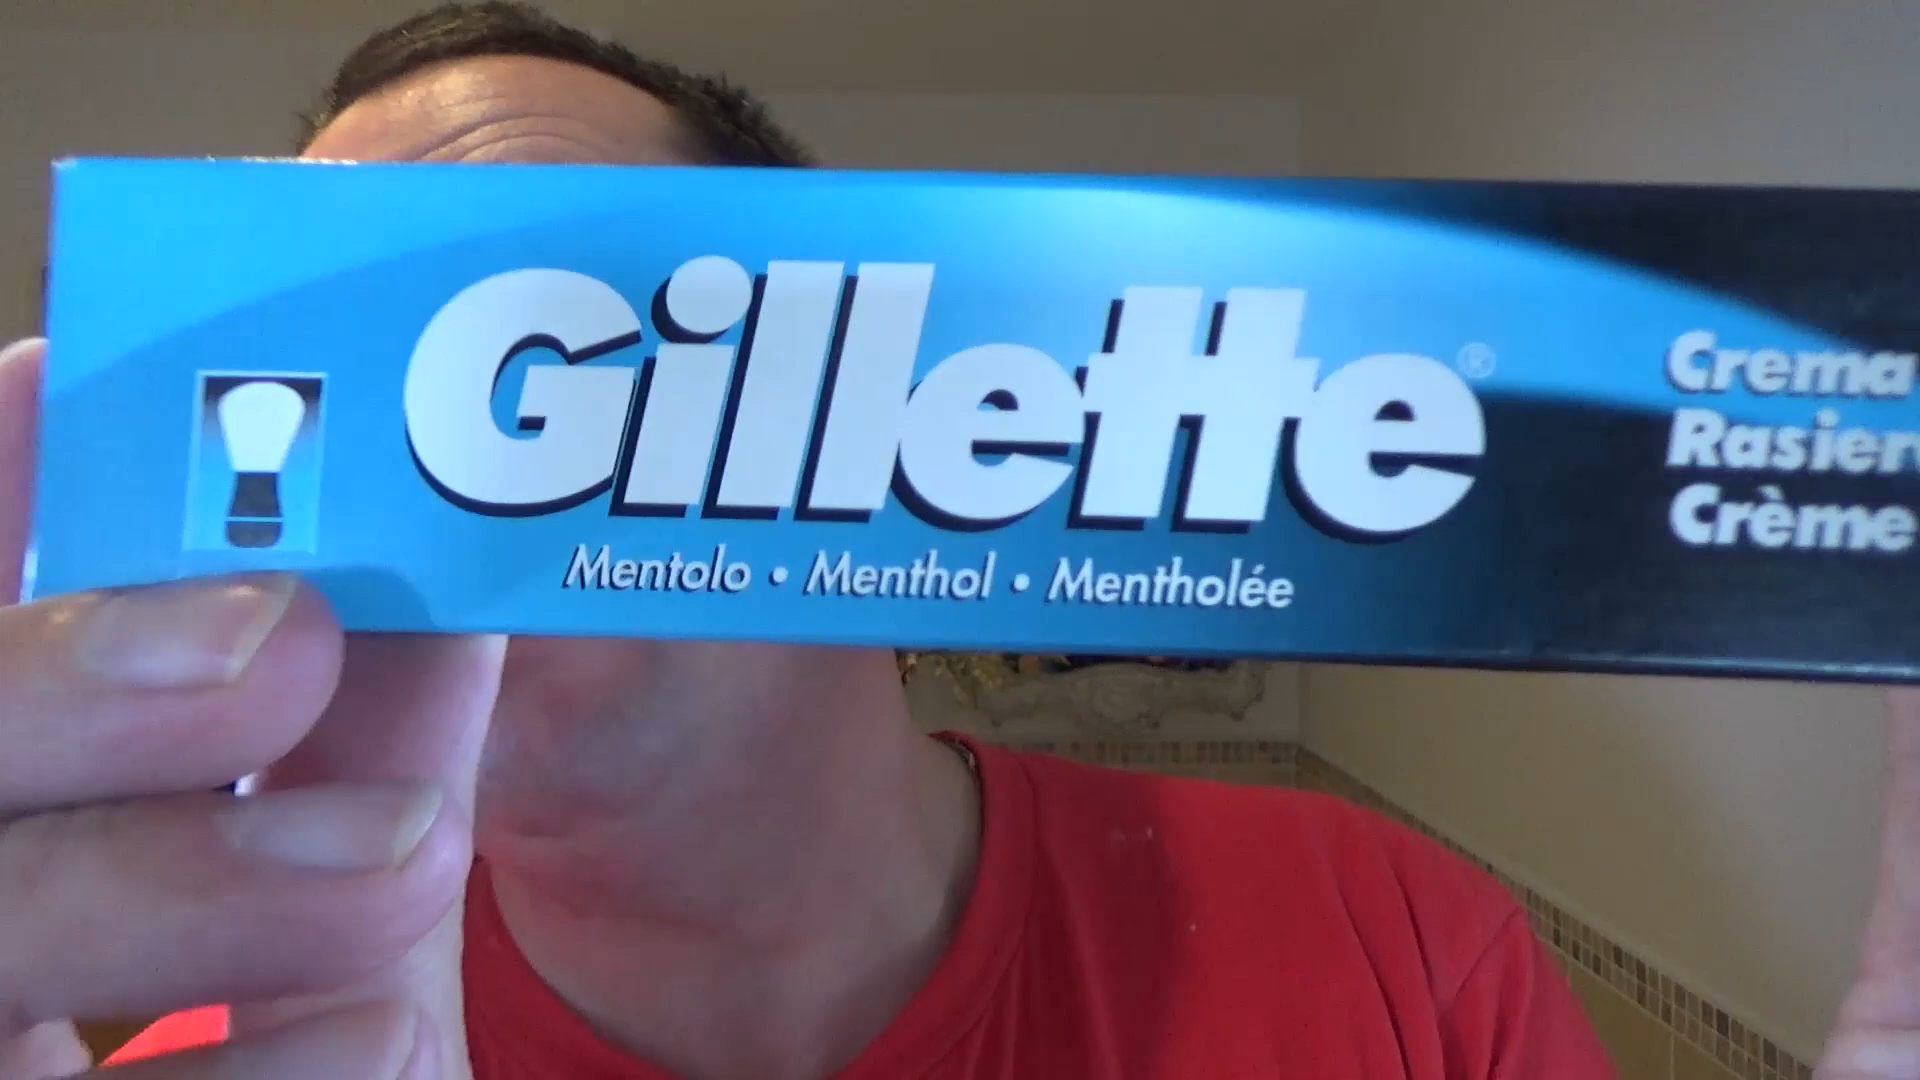 Gillette®
Mentolo • Menthol • Mentholée
Crema
Crème